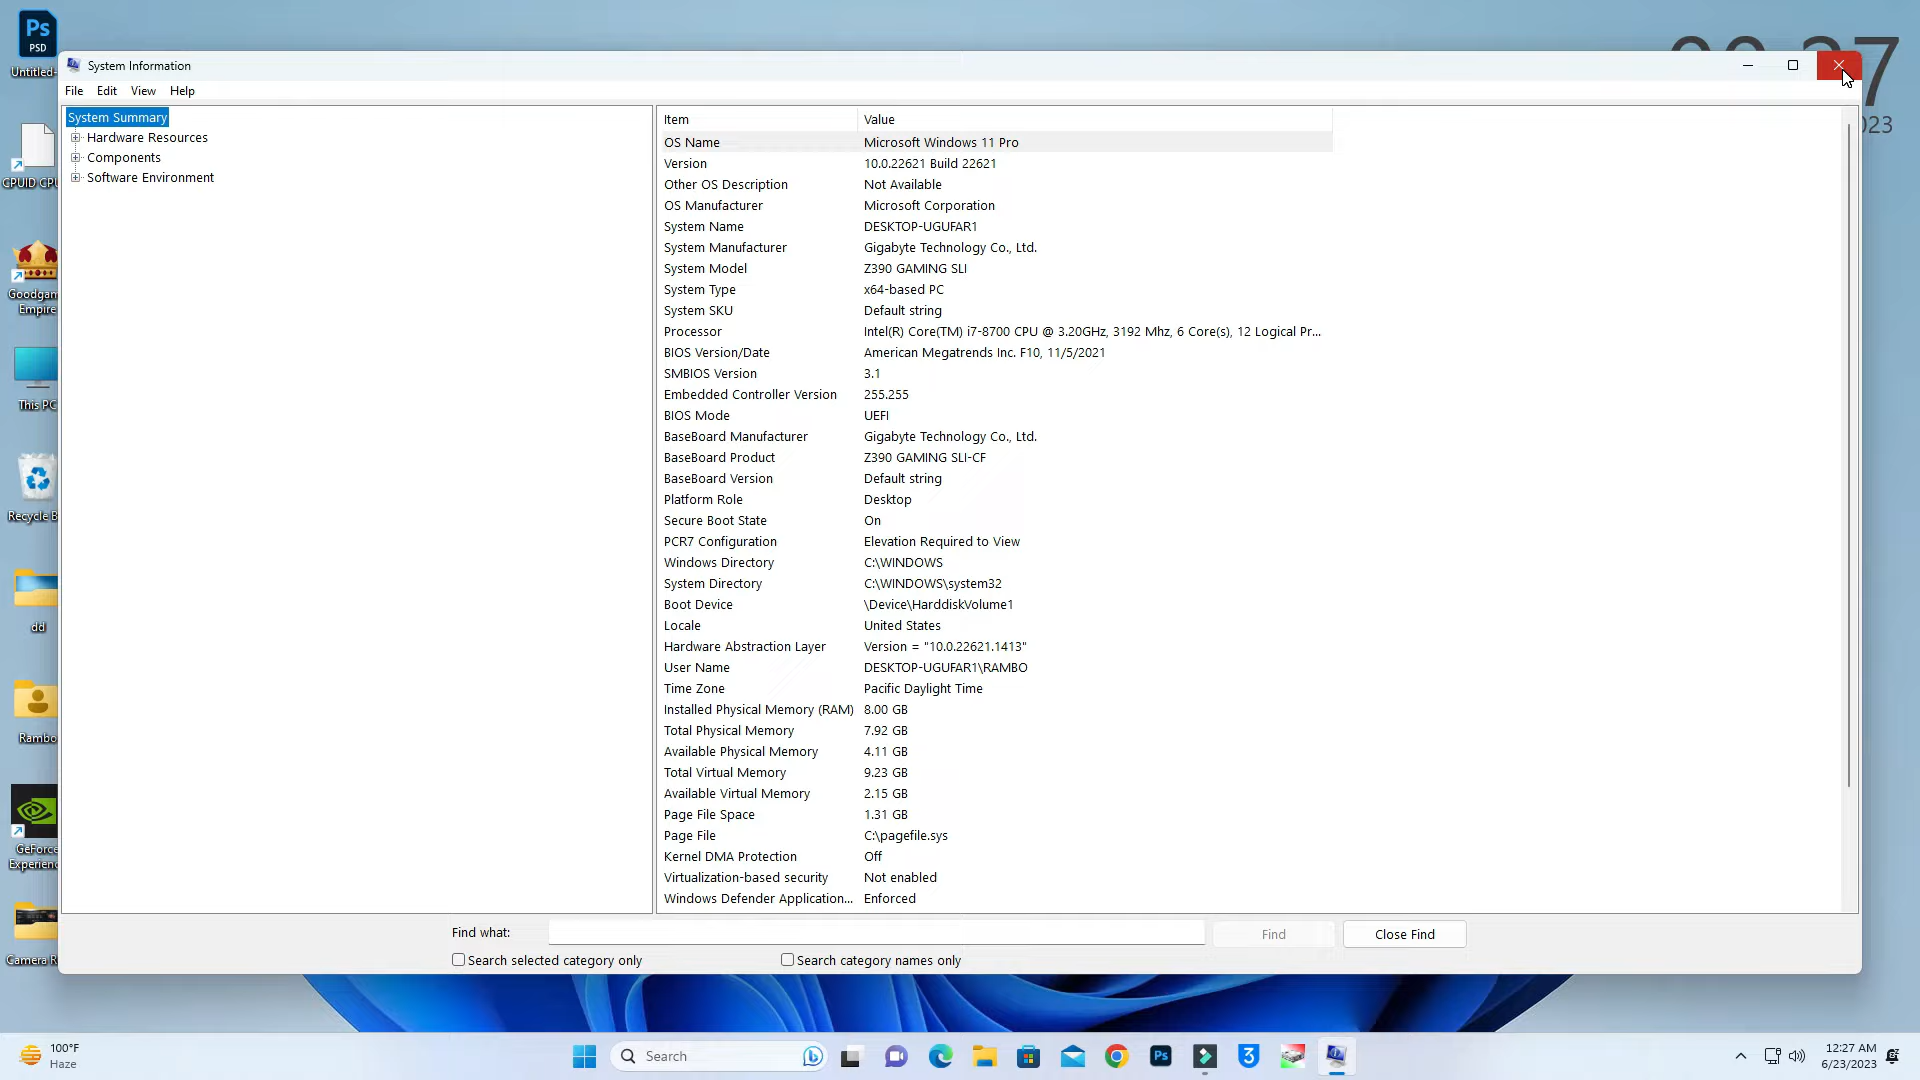 Ps
PSD
Untitled-
CPUID CPU
Goodgam
Empire
This PC
Recycle B
dd
Rambo
GeForce
Experienc
Camera R
7
023
System Information
File Edit View Help
System Summary
Hardware Resources
Components
Software Environment
Item Value
OS Name Microsoft Windows 11 Pro
Version 10.0.22621 Build 22621
Other OS Description Not Available
OS Manufacturer Microsoft Corporation
System Name DESKTOP-UGUFAR1
System Manufacturer Gigabyte Technology Co., Ltd.
System Model Z390 GAMING SLI
System Type x64-based PC
System SKU Default string
Processor Intel(R) Core(TM) i7-8700 CPU @ 3.20GHz, 3192 Mhz, 6 Core(s), 12 Logical Pr...
BIOS Version/Date American Megatrends Inc. F10, 11/5/2021
SMBIOS Version 3.1
Embedded Controller Version 255.255
BIOS Mode UEFI
BaseBoard Manufacturer Gigabyte Technology Co., Ltd.
BaseBoard Product Z390 GAMING SLI-CF
BaseBoard Version Default string
Platform Role Desktop
Secure Boot State On
PCR7 Configuration Elevation Required to View
Windows Directory C:\WINDOWS
System Directory C:\WINDOWS\system32
Boot Device \Device\HarddiskVolume1
Locale United States
Hardware Abstraction Layer Version = "10.0.22621.1413"
User Name DESKTOP-UGUFAR1\RAMBO
Time Zone Pacific Daylight Time
Installed Physical Memory (RAM) 8.00 GB
Total Physical Memory 7.92 GB
Available Physical Memory 4.11 GB
Total Virtual Memory 9.23 GB
Available Virtual Memory 2.15 GB
Page File Space 1.31 GB
Page File C:\pagefile.sys
Kernel DMA Protection Off
Virtualization-based security Not enabled
Windows Defender Application... Enforced
Find what: Find Close Find
Search selected category only Search category names only
100°F
Haze
Search
Ps
3
12:27 AM
6/23/2023